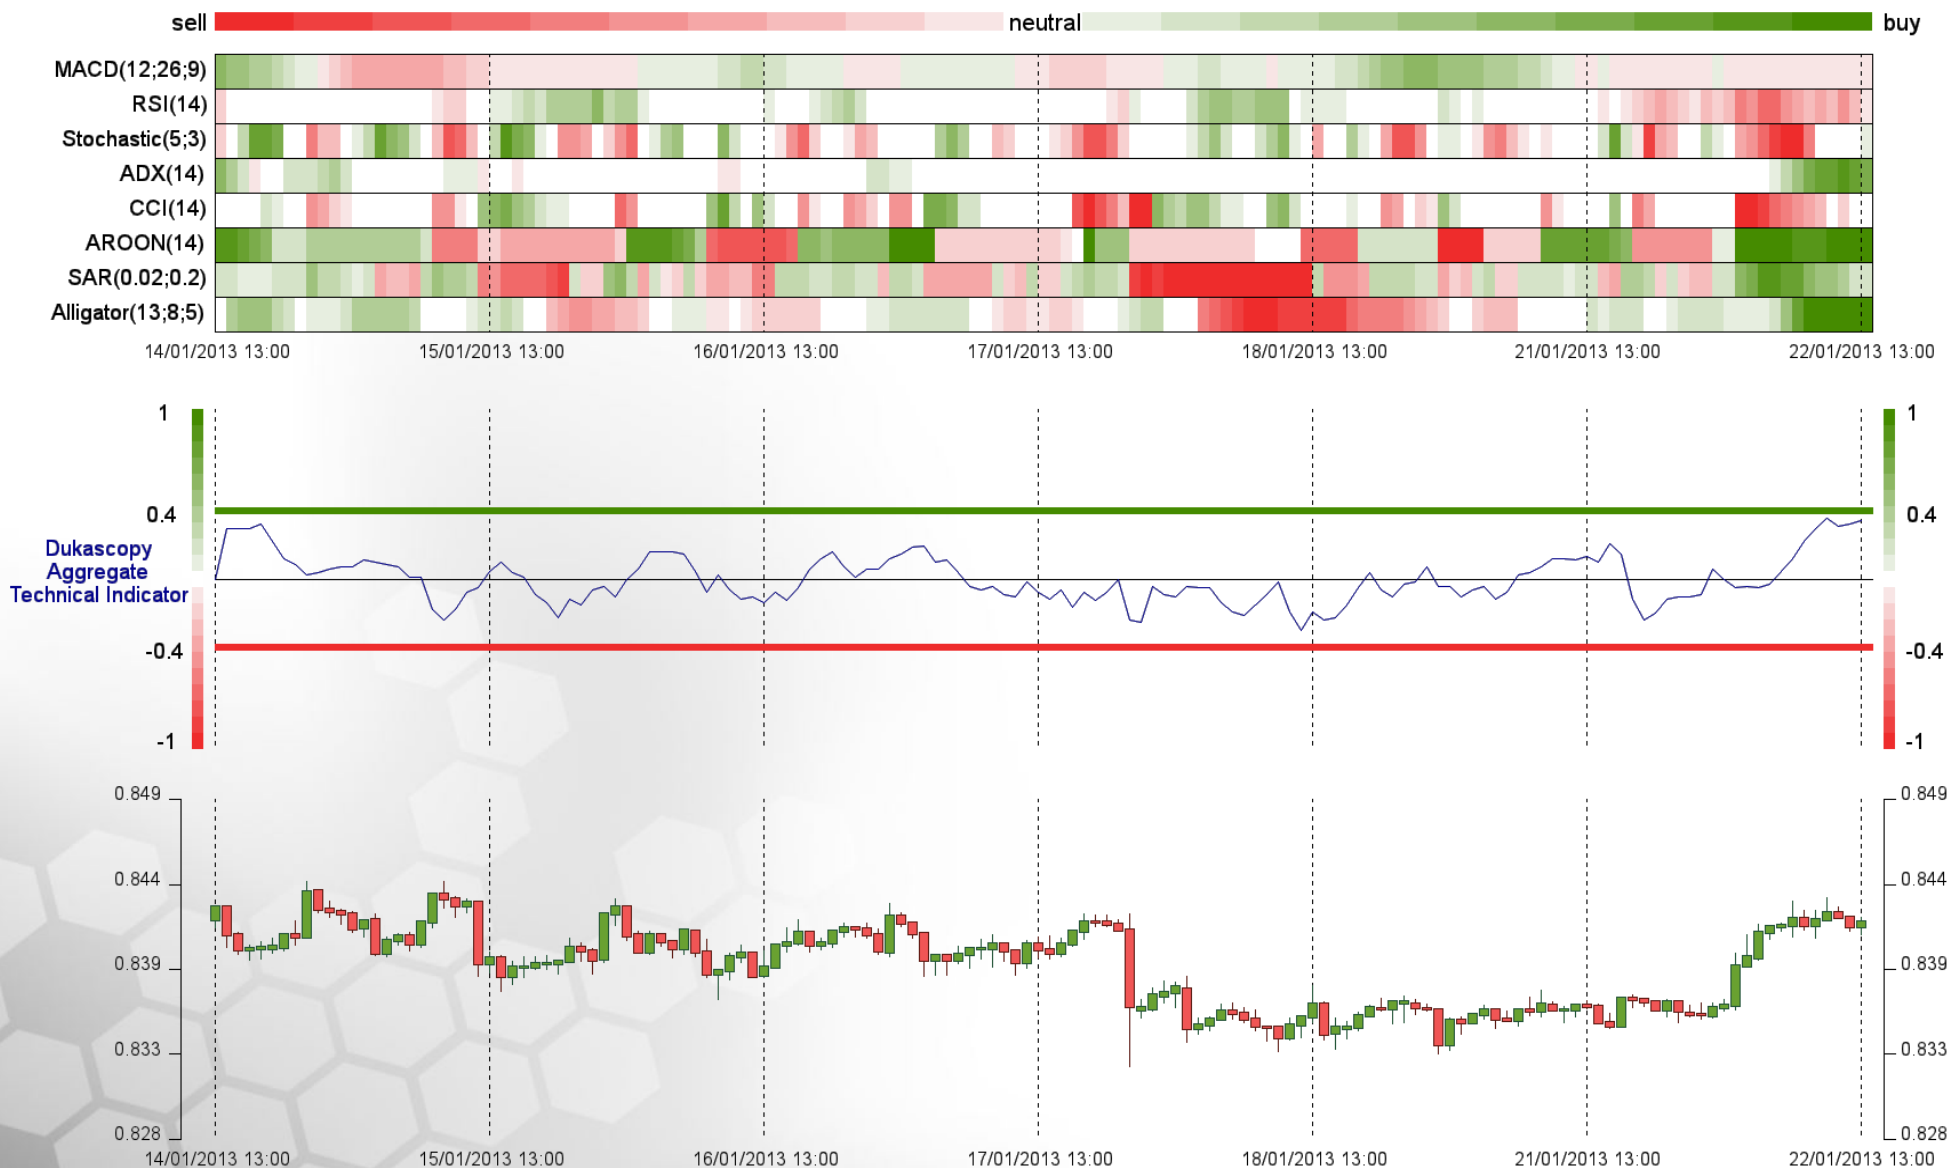 sell neutral buy
MACD(12;26;9)
RSI(14)
Stochastic(5;3)
ADX(14)
CCI(14)
AROON(14)
SAR(0.02;0.2)
Alligator(13;8;5)
14/01/2013 13:00 15/01/2013 13:00 16/01/2013 13:00 17/01/2013 13:00 18/01/2013 13:00 21/01/2013 13:00 22/01/2013 13:00
1 1
0.4 0.4
Dukascopy
Aggregate
Technical Indicator
-0.4 -0.4
-1 -1
0.849 0.849
0.844 0.844
0.839 0.839
0.833 0.833
0.828 0.828
14/01/2013 13:00 15/01/2013 13:00 16/01/2013 13:00 17/01/2013 13:00 18/01/2013 13:00 21/01/2013 13:00 22/01/2013 13:00